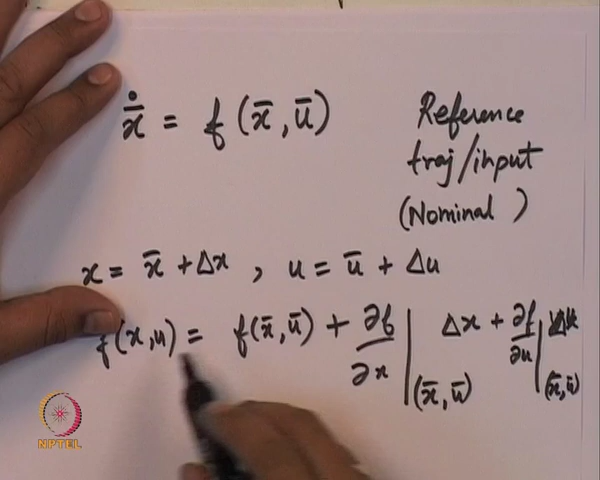 ẋ̄ = f(x̄, ū)
Reference
traj/input
(Nominal)
x = x̄ + Δx , u = ū + Δu
f(x, u) = f(x̄, ū) + ∂f/∂x |(x̄, ū) Δx + ∂f/∂u |(x̄, ū) Δu
NPTEL